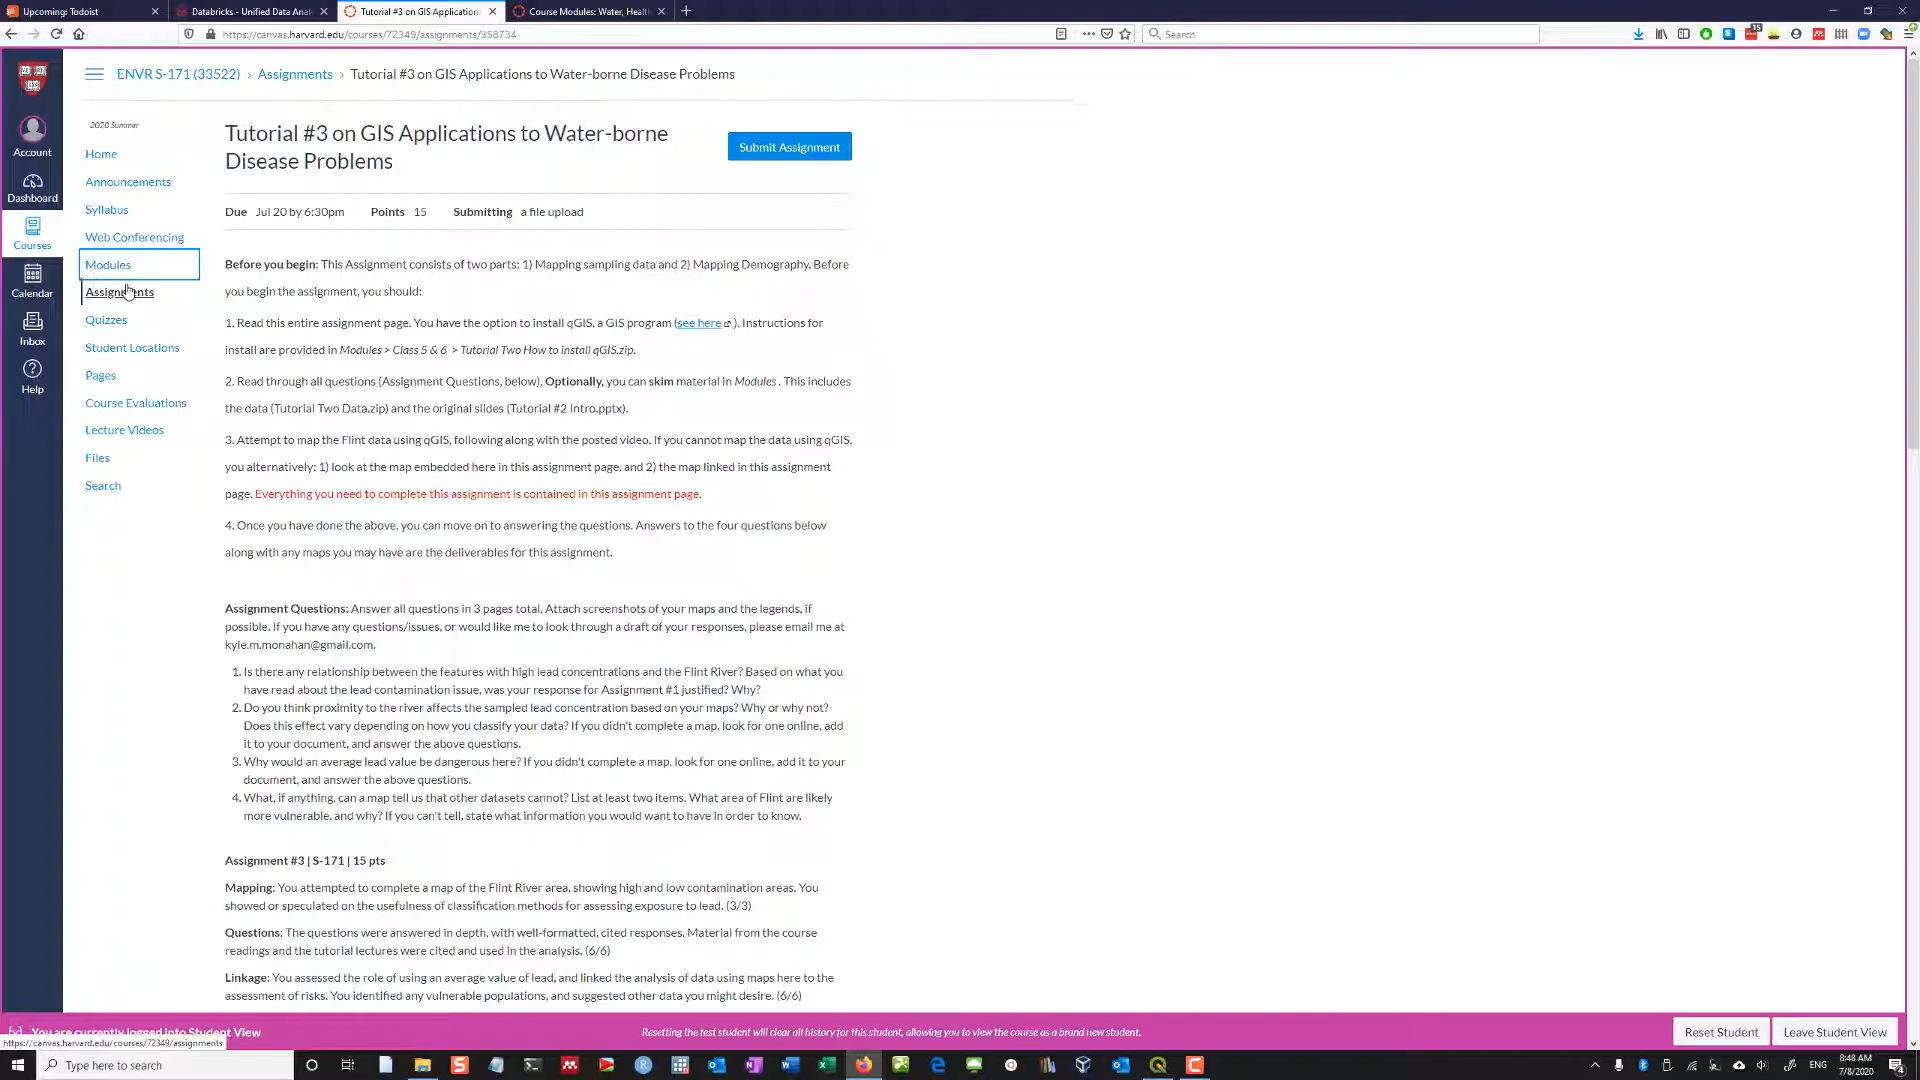 Upcoming: Todoist
Databricks - Unified Data Anal
Tutorial #3 on GIS Applications
Course Modules: Water, Healt
https://canvas.harvard.edu/courses/72349/assignments/358734
Search
ENVR S-171 (33522) › Assignments › Tutorial #3 on GIS Applications to Water-borne Disease Problems
Account
Dashboard
Courses
Calendar
Inbox
Help
2020 Summer
Home
Announcements
Syllabus
Web Conferencing
Modules
Assignments
Quizzes
Student Locations
Pages
Course Evaluations
Lecture Videos
Files
Search
Tutorial #3 on GIS Applications to Water-borne
Disease Problems
Submit Assignment
Due Jul 20 by 6:30pm Points 15 Submitting a file upload
Before you begin: This Assignment consists of two parts: 1) Mapping sampling data and 2) Mapping Demography. Before
you begin the assignment, you should:
1. Read this entire assignment page. You have the option to install qGIS, a GIS program (see here ). Instructions for
install are provided in Modules > Class 5 & 6 > Tutorial Two How to install qGIS.zip.
2. Read through all questions (Assignment Questions, below). Optionally, you can skim material in Modules . This includes
the data (Tutorial Two Data.zip) and the original slides (Tutorial #2 Intro.pptx).
3. Attempt to map the Flint data using qGIS, following along with the posted video. If you cannot map the data using qGIS,
you alternatively: 1) look at the map embedded here in this assignment page, and 2) the map linked in this assignment
page. Everything you need to complete this assignment is contained in this assignment page.
4. Once you have done the above, you can move on to answering the questions. Answers to the four questions below
along with any maps you may have are the deliverables for this assignment.
Assignment Questions: Answer all questions in 3 pages total. Attach screenshots of your maps and the legends, if
possible. If you have any questions/issues, or would like me to look through a draft of your responses, please email me at
kyle.m.monahan@gmail.com.
1. Is there any relationship between the features with high lead concentrations and the Flint River? Based on what you
have read about the lead contamination issue, was your response for Assignment #1 justified? Why?
2. Do you think proximity to the river affects the sampled lead concentration based on your maps? Why or why not?
Does this effect vary depending on how you classify your data? If you didn't complete a map, look for one online, add
it to your document, and answer the above questions.
3. Why would an average lead value be dangerous here? If you didn't complete a map, look for one online, add it to your
document, and answer the above questions.
4. What, if anything, can a map tell us that other datasets cannot? List at least two items. What area of Flint are likely
more vulnerable, and why? If you can't tell, state what information you would want to have in order to know.
Assignment #3 | S-171 | 15 pts
Mapping: You attempted to complete a map of the Flint River area, showing high and low contamination areas. You
showed or speculated on the usefulness of classification methods for assessing exposure to lead. (3/3)
Questions: The questions were answered in depth, with well-formatted, cited responses. Material from the course
readings and the tutorial lectures were cited and used in the analysis. (6/6)
Linkage: You assessed the role of using an average value of lead, and linked the analysis of data using maps here to the
assessment of risks. You identified any vulnerable populations, and suggested other data you might desire. (6/6)
You are currently logged into Student View
Resetting the test student will clear all history for this student, allowing you to view the course as a brand new student.
Reset Student
Leave Student View
https://canvas.harvard.edu/courses/72349/assignments
Type here to search
ENG
8:48 AM
7/8/2020